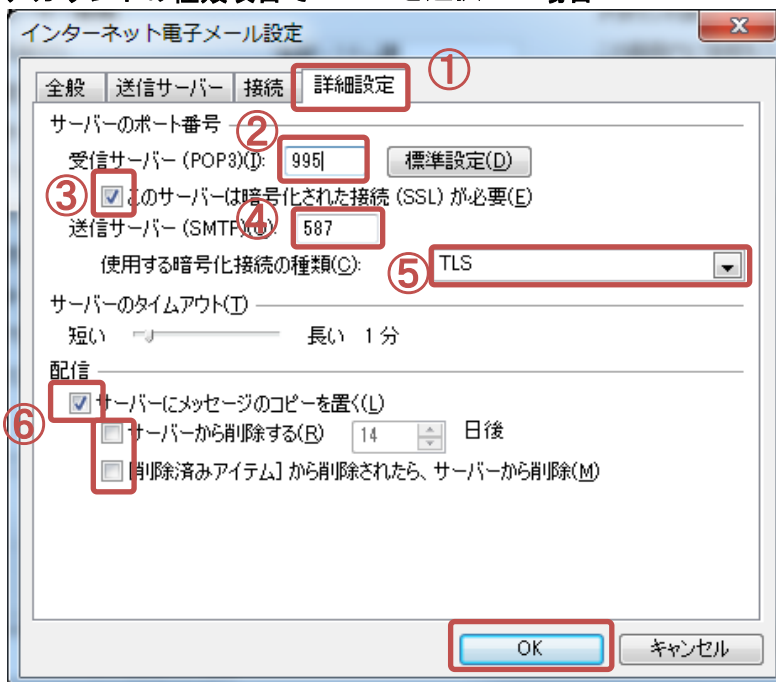 インターネット電子メール設定
全般 送信サーバー 接続 詳細設定 ①
サーバーのポート番号 ②
受信サーバー (POP3)(I): 995 標準設定(D)
③ このサーバーは暗号化された接続 (SSL) が必要(E)
送信サーバー (SMTP) ④ 587
使用する暗号化接続の種類(C): ⑤ TLS
サーバーのタイムアウト(T)
短い 長い 1 分
配信
⑥ サーバーにメッセージのコピーを置く(L)
サーバーから削除する(R) 14 日後
[削除済みアイテム] から削除されたら、サーバーから削除(M)
OK キャンセル